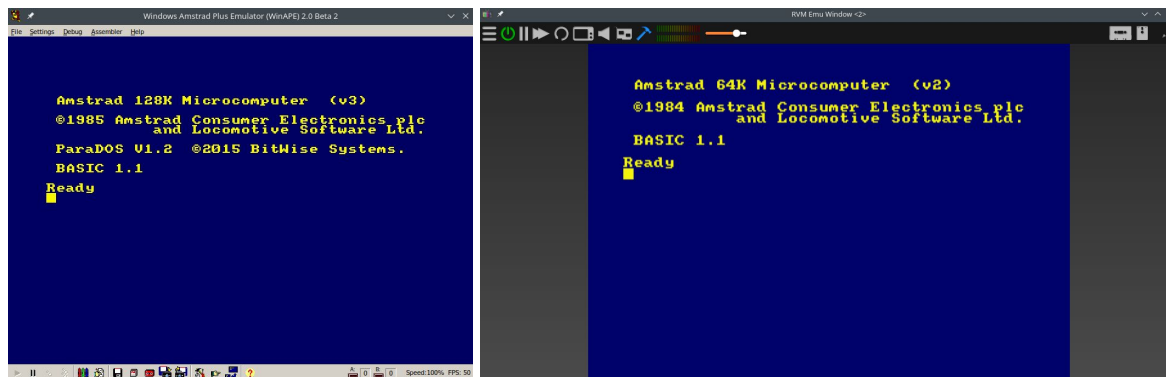 Windows Amstrad Plus Emulator (WinAPE) 2.0 Beta 2
File Settings Debug Assembler Help
Amstrad 128K Microcomputer (v3)
©1985 Amstrad Consumer Electronics plc
and Locomotive Software Ltd.
ParaDOS V1.2 ©2015 BitWise Systems.
BASIC 1.1
Ready
A: 0 B: 0 Speed:100% FPS: 50
RVM Emu Window <2>
Amstrad 64K Microcomputer (v2)
©1984 Amstrad Consumer Electronics plc
and Locomotive Software Ltd.
BASIC 1.1
Ready